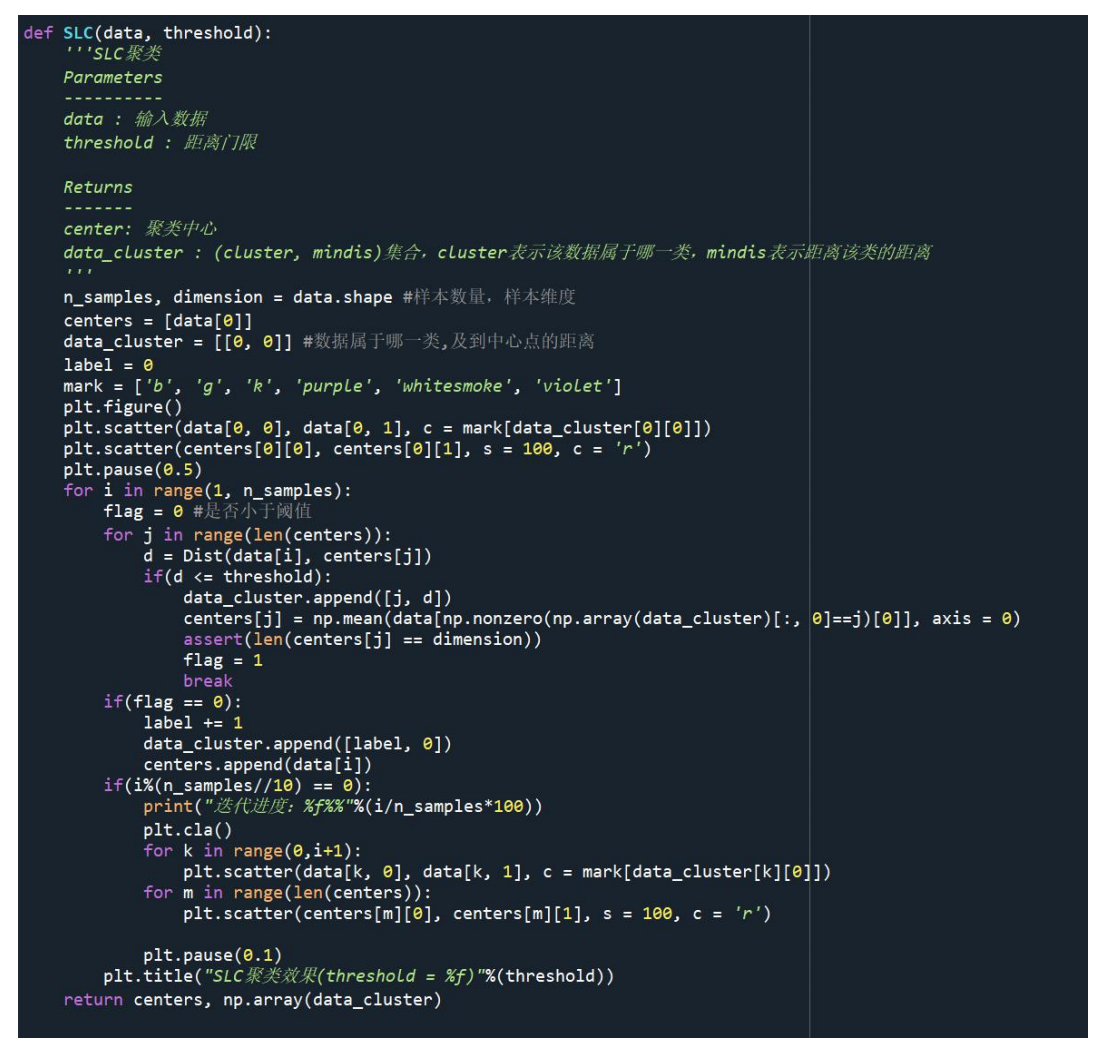 def SLC(data, threshold):
    '''SLC聚类
    Parameters
    ----------
    data : 输入数据
    threshold : 距离门限
    Returns
    -------
    center: 聚类中心
    data_cluster : (cluster, mindis)集合，cluster表示该数据属于哪一类，mindis表示距离该类的距离
    '''
    n_samples, dimension = data.shape #样本数量，样本维度
    centers = [data[0]]
    data_cluster = [[0, 0]] #数据属于哪一类,及到中心点的距离
    label = 0
    mark = ['b', 'g', 'k', 'purple', 'whitesmoke', 'violet']
    plt.figure()
    plt.scatter(data[0, 0], data[0, 1], c = mark[data_cluster[0][0]])
    plt.scatter(centers[0][0], centers[0][1], s = 100, c = 'r')
    plt.pause(0.5)
    for i in range(1, n_samples):
        flag = 0 #是否小于阈值
        for j in range(len(centers)):
            d = Dist(data[i], centers[j])
            if(d <= threshold):
                data_cluster.append([j, d])
                centers[j] = np.mean(data[np.nonzero(np.array(data_cluster)[:, 0]==j)[0]], axis = 0)
                assert(len(centers[j] == dimension))
                flag = 1
                break
        if(flag == 0):
            label += 1
            data_cluster.append([label, 0])
            centers.append(data[i])
        if(i%(n_samples//10) == 0):
            print("迭代进度：%f%%"%(i/n_samples*100))
            plt.cla()
            for k in range(0,i+1):
                plt.scatter(data[k, 0], data[k, 1], c = mark[data_cluster[k][0]])
            for m in range(len(centers)):
                plt.scatter(centers[m][0], centers[m][1], s = 100, c = 'r')
            plt.pause(0.1)
        plt.title("SLC聚类效果(threshold = %f)"%(threshold))
    return centers, np.array(data_cluster)